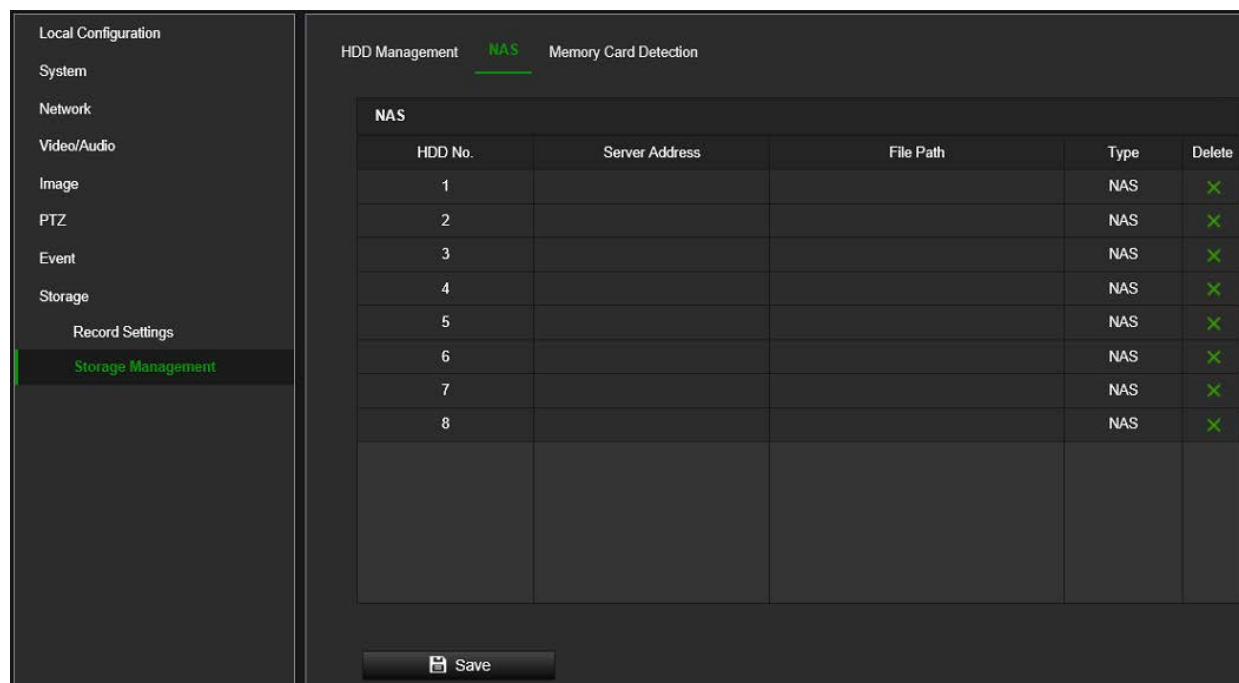 Local Configuration
System
Network
Video/Audio
Image
PTZ
Event
Storage
Record Settings
Storage Management
HDD Management NAS Memory Card Detection
NAS
HDD No. Server Address File Path Type Delete
1 NAS
2 NAS
3 NAS
4 NAS
5 NAS
6 NAS
7 NAS
8 NAS
Save